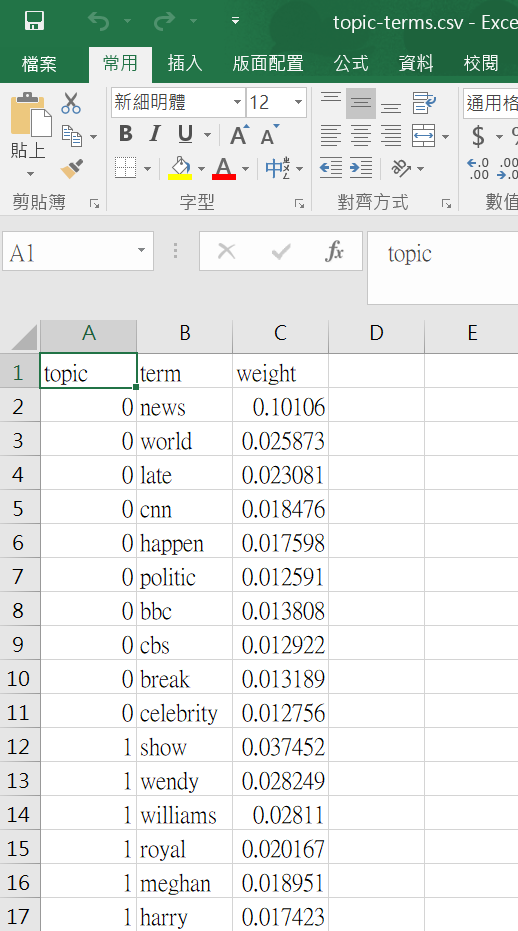 topic-terms.csv - Exce
檔案 常用 插入 版面配置 公式 資料 校閱
新細明體 12 通用格
貼上 B I U A A $ %
A 中 .0 .00 .00 .0
剪貼簿 字型 對齊方式 數值
A1 fx topic
A B C D E
1 topic term weight
2 0 news 0.10106
3 0 world 0.025873
4 0 late 0.023081
5 0 cnn 0.018476
6 0 happen 0.017598
7 0 politic 0.012591
8 0 bbc 0.013808
9 0 cbs 0.012922
10 0 break 0.013189
11 0 celebrity 0.012756
12 1 show 0.037452
13 1 wendy 0.028249
14 1 williams 0.02811
15 1 royal 0.020167
16 1 meghan 0.018951
17 1 harry 0.017423